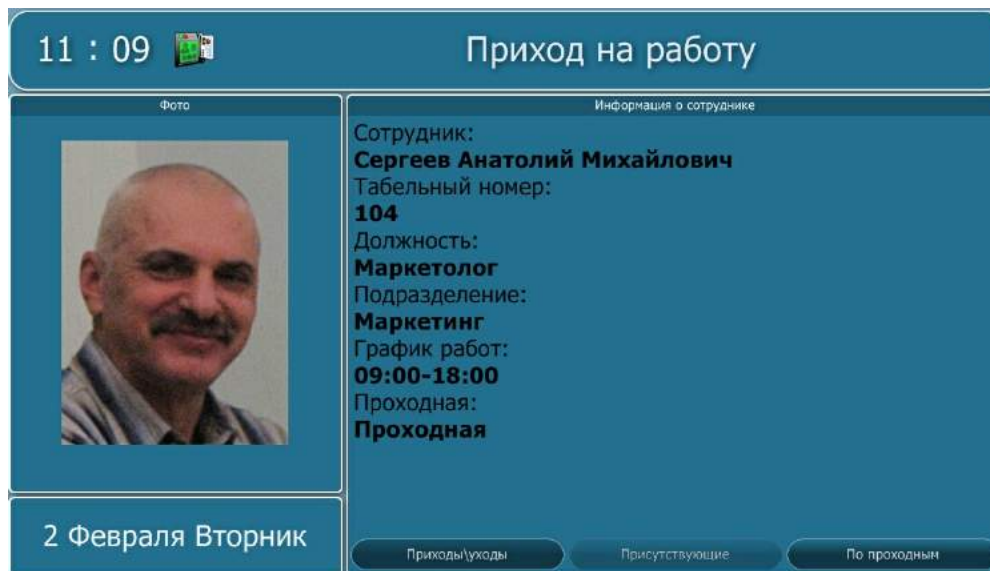 11 : 09
Приход на работу
Фото
Информация о сотруднике
Сотрудник:
Сергеев Анатолий Михайлович
Табельный номер:
104
Должность:
Маркетолог
Подразделение:
Маркетинг
График работ:
09:00-18:00
Проходная:
Проходная
2 Февраля Вторник
Приходы\уходы
Присутствующие
По проходным